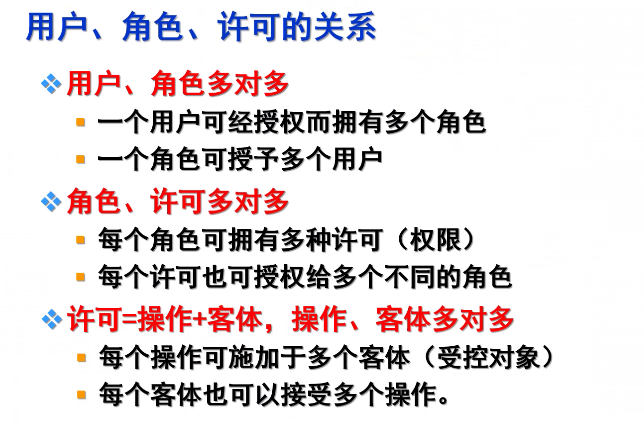 用户、角色、许可的关系
用户、角色多对多
一个用户可经授权而拥有多个角色
一个角色可授予多个用户
角色、许可多对多
每个角色可拥有多种许可（权限）
每个许可也可授权给多个不同的角色
许可=操作+客体，操作、客体多对多
每个操作可施加于多个客体（受控对象）
每个客体也可以接受多个操作。